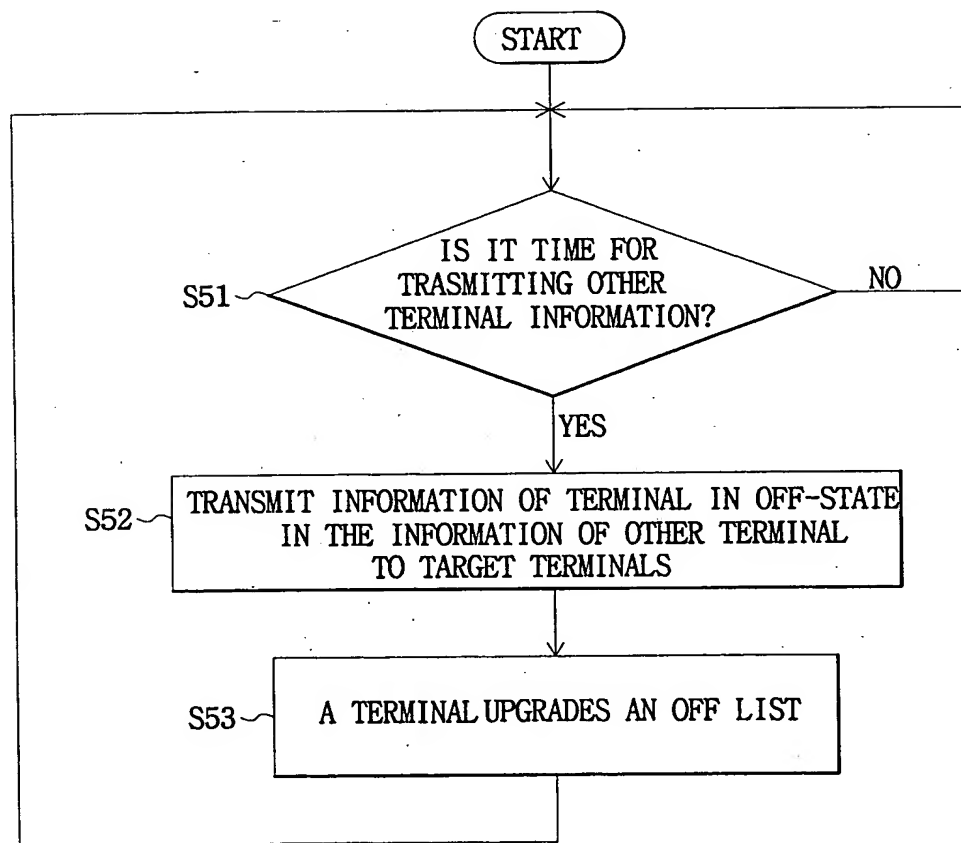 START
IS IT TIME FOR
TRASMITTING OTHER
TERMINAL INFORMATION?
S51
NO
YES
TRANSMIT INFORMATION OF TERMINAL IN OFF-STATE
IN THE INFORMATION OF OTHER TERMINAL
TO TARGET TERMINALS
S52
A TERMINAL UPGRADES AN OFF LIST
S53